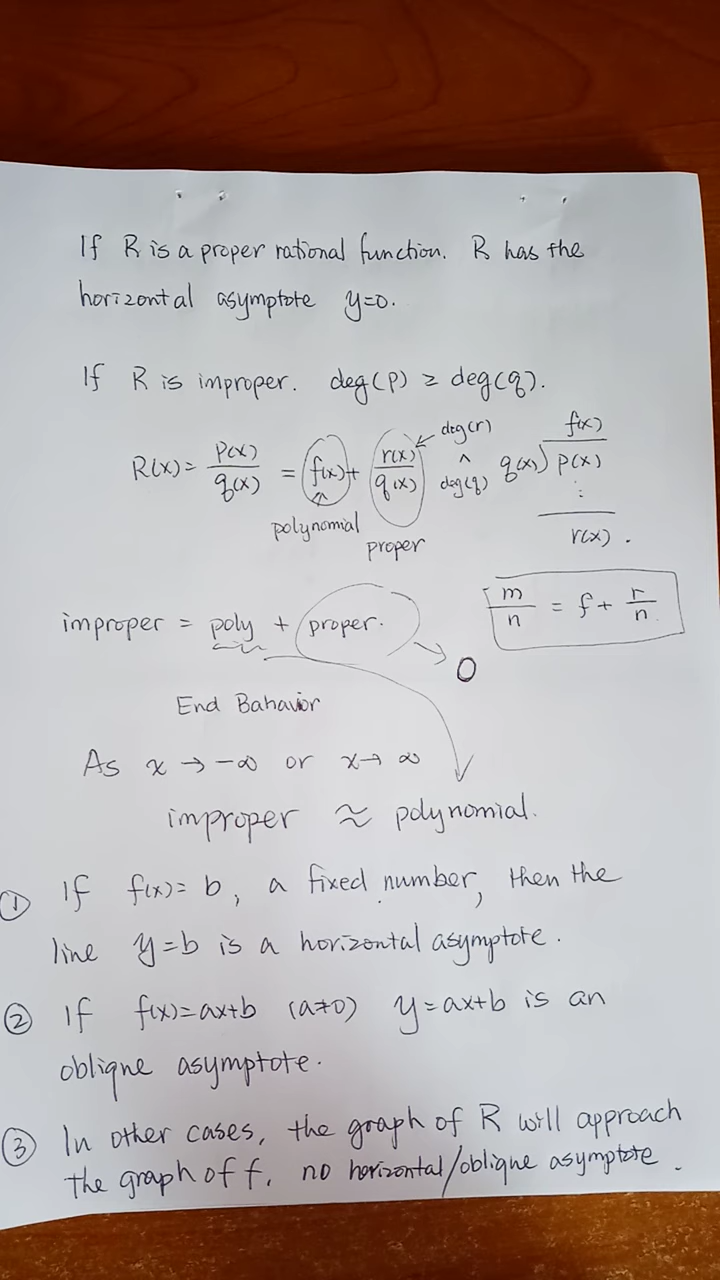 If R is a proper rational function. R has the
horizontal asymptote y=0.
If R is improper. deg(p) ≥ deg(q).
R(x)= p(x)/q(x) = f(x)+ r(x)/q(x)
deg(r)
^
deg(q)
polynomial
proper
f(x)
q(x) ) p(x)
⋮
r(x).
improper = poly + proper.
→ 0
m/n = f + r/n
End Bahavior
As x → -∞ or x → ∞
improper ≈ polynomial.
① If f(x)= b, a fixed number, then the
line y=b is a horizontal asymptote.
② If f(x)=ax+b (a≠0) y=ax+b is an
oblique asymptote.
③ In other cases, the graph of R will approach
the graph of f. no horizontal/oblique asymptote.